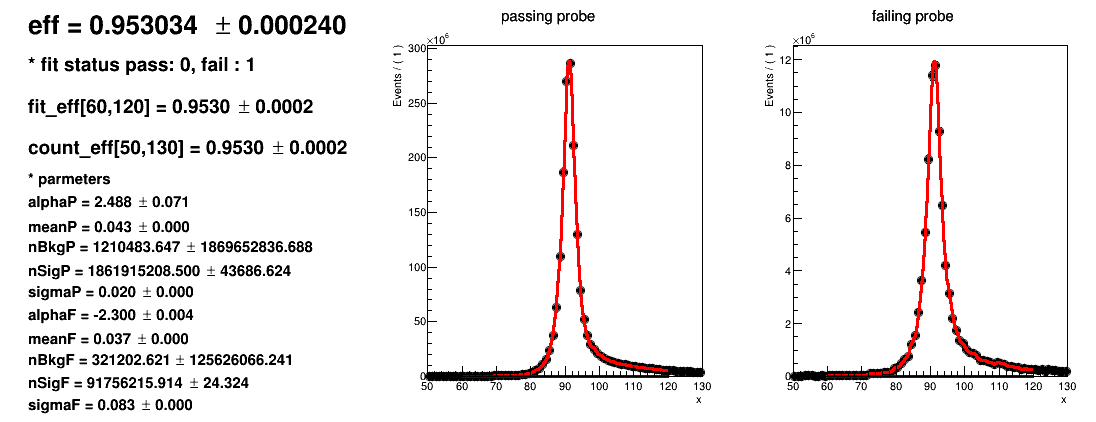 eff = 0.953034 ± 0.000240
* fit status pass: 0, fail : 1
fit_eff[60,120] = 0.9530 ± 0.0002
count_eff[50,130] = 0.9530 ± 0.0002
* parmeters
alphaP = 2.488 ± 0.071
meanP = 0.043 ± 0.000
nBkgP = 1210483.647 ± 1869652836.688
nSigP = 1861915208.500 ± 43686.624
sigmaP = 0.020 ± 0.000
alphaF = -2.300 ± 0.004
meanF = 0.037 ± 0.000
nBkgF = 321202.621 ± 125626066.241
nSigF = 91756215.914 ± 24.324
sigmaF = 0.083 ± 0.000
passing probe
×10⁶
Events / ( 1 )
300
250
200
150
100
50
0
50 60 70 80 90 100 110 120 130
x
failing probe
×10⁶
Events / ( 1 )
12
10
8
6
4
2
0
50 60 70 80 90 100 110 120 130
x